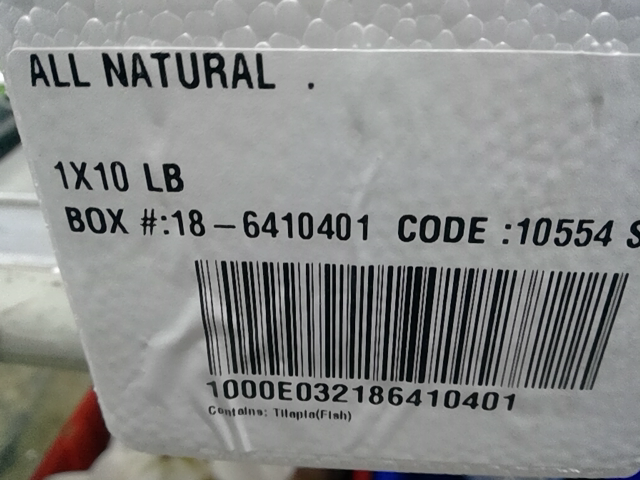 ALL NATURAL .
1X10 LB
BOX #:18-6410401 CODE :10554 S
1000E032186410401
Contains: Tilapia(Fish)